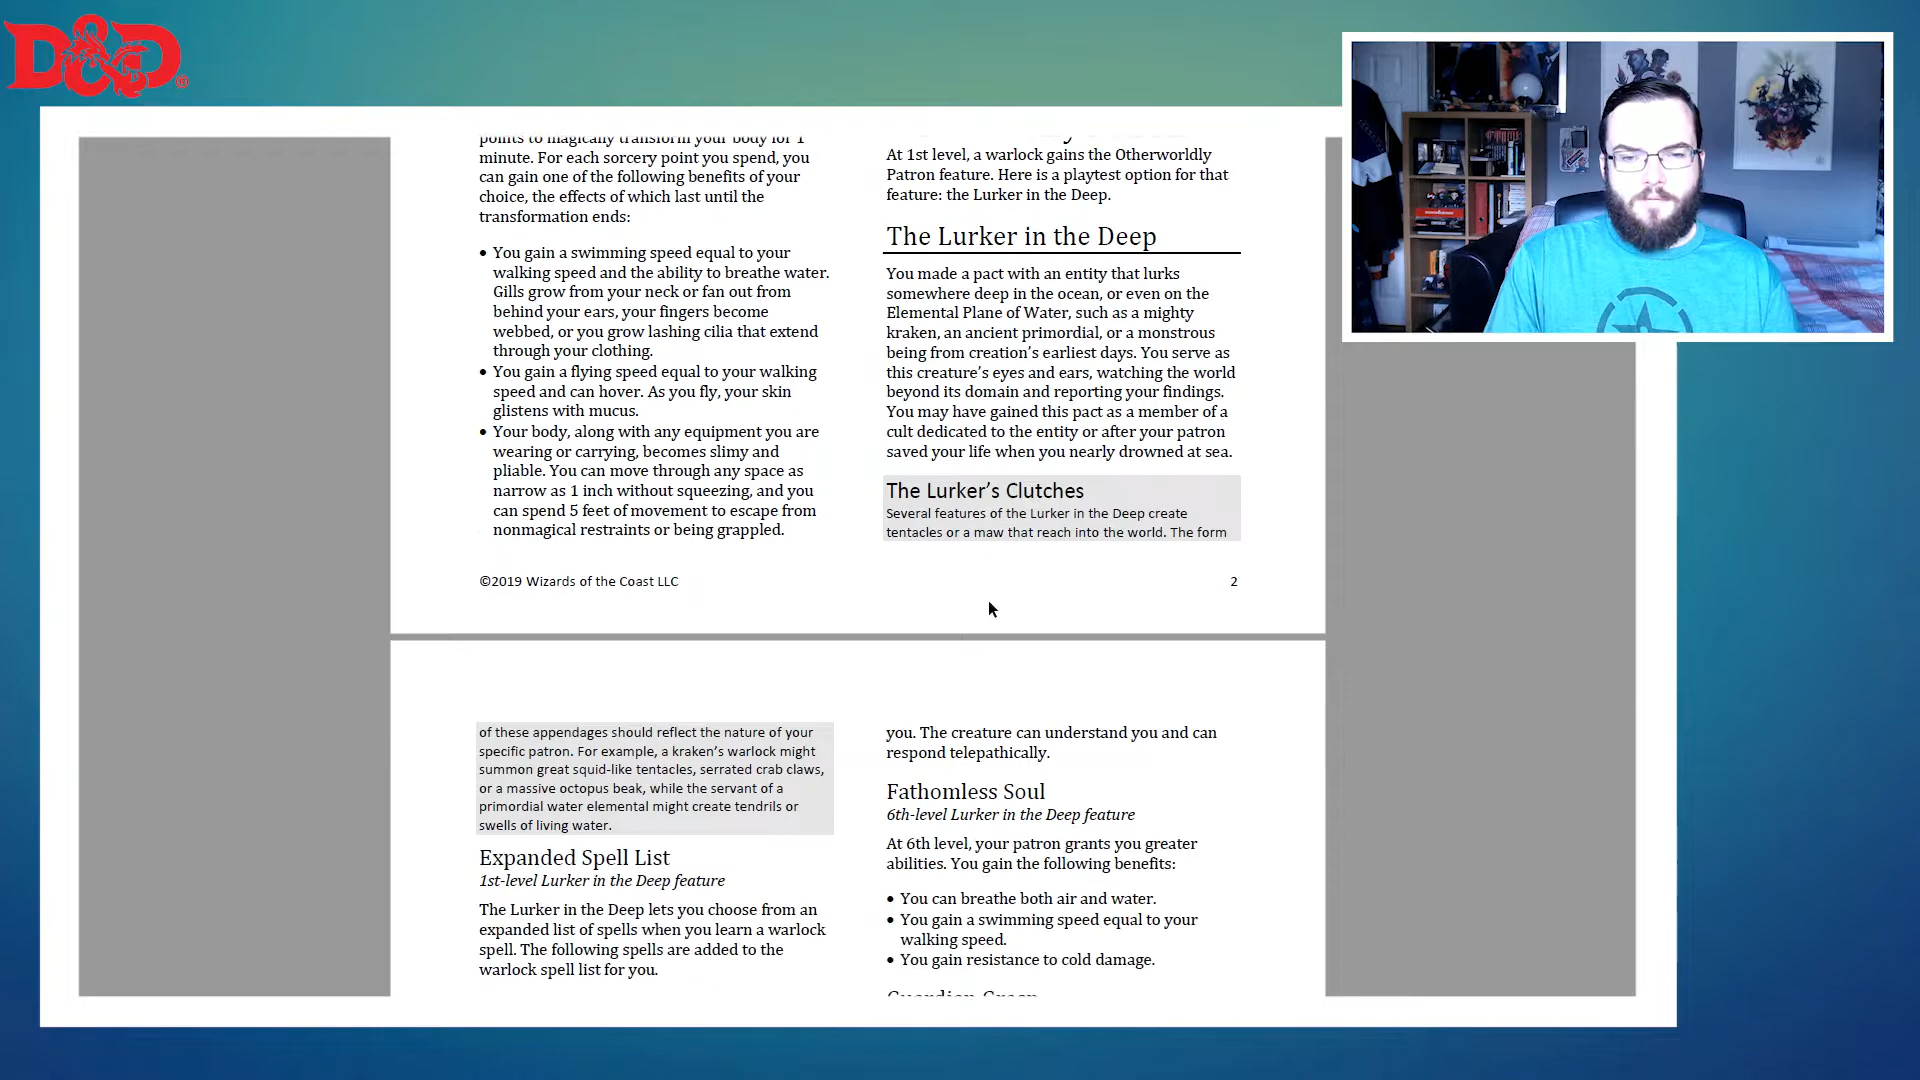 D&D®
points to magically transform your body for 1
minute. For each sorcery point you spend, you
can gain one of the following benefits of your
choice, the effects of which last until the
transformation ends:
• You gain a swimming speed equal to your
walking speed and the ability to breathe water.
Gills grow from your neck or fan out from
behind your ears, your fingers become
webbed, or you grow lashing cilia that extend
through your clothing.
• You gain a flying speed equal to your walking
speed and can hover. As you fly, your skin
glistens with mucus.
• Your body, along with any equipment you are
wearing or carrying, becomes slimy and
pliable. You can move through any space as
narrow as 1 inch without squeezing, and you
can spend 5 feet of movement to escape from
nonmagical restraints or being grappled.
At 1st level, a warlock gains the Otherworldly
Patron feature. Here is a playtest option for that
feature: the Lurker in the Deep.
The Lurker in the Deep
You made a pact with an entity that lurks
somewhere deep in the ocean, or even on the
Elemental Plane of Water, such as a mighty
kraken, an ancient primordial, or a monstrous
being from creation’s earliest days. You serve as
this creature’s eyes and ears, watching the world
beyond its domain and reporting your findings.
You may have gained this pact as a member of a
cult dedicated to the entity or after your patron
saved your life when you nearly drowned at sea.
The Lurker’s Clutches
Several features of the Lurker in the Deep create
tentacles or a maw that reach into the world. The form
©2019 Wizards of the Coast LLC
2
of these appendages should reflect the nature of your
specific patron. For example, a kraken’s warlock might
summon great squid-like tentacles, serrated crab claws,
or a massive octopus beak, while the servant of a
primordial water elemental might create tendrils or
swells of living water.
Expanded Spell List
1st-level Lurker in the Deep feature
The Lurker in the Deep lets you choose from an
expanded list of spells when you learn a warlock
spell. The following spells are added to the
warlock spell list for you.
you. The creature can understand you and can
respond telepathically.
Fathomless Soul
6th-level Lurker in the Deep feature
At 6th level, your patron grants you greater
abilities. You gain the following benefits:
• You can breathe both air and water.
• You gain a swimming speed equal to your
walking speed.
• You gain resistance to cold damage.